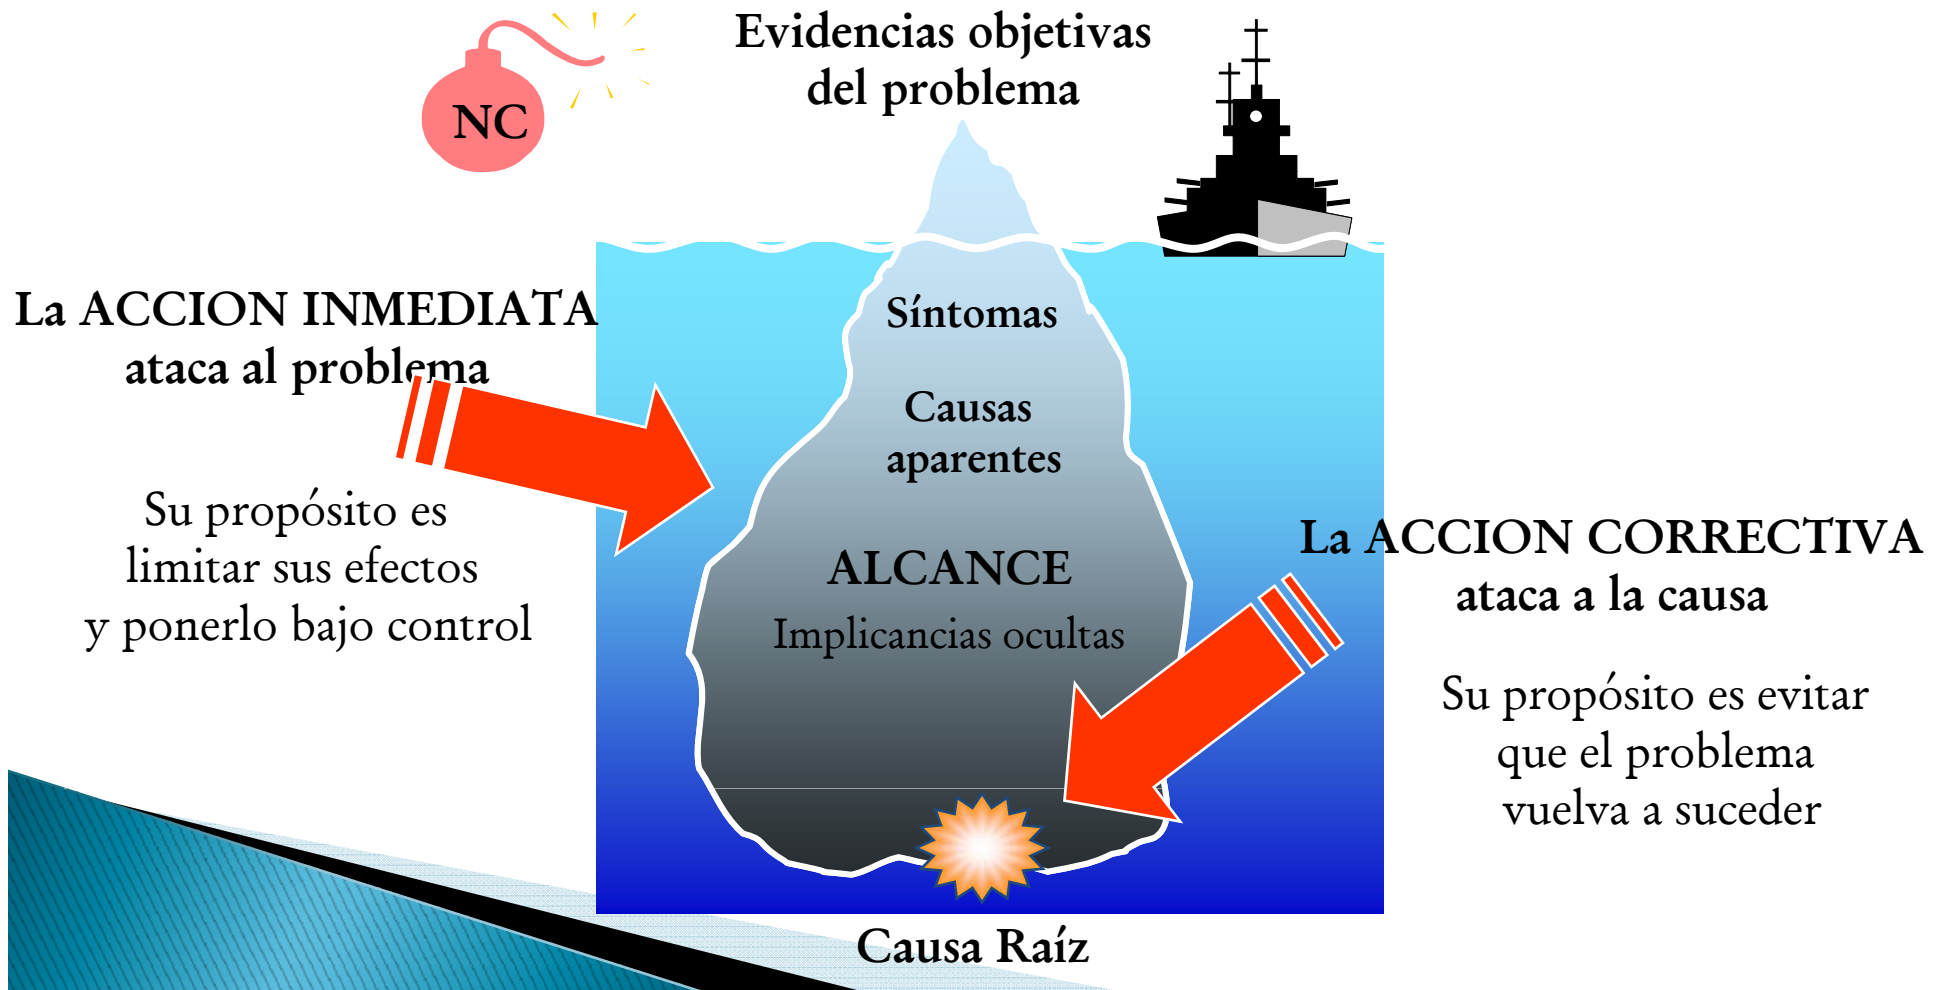 NC
Evidencias objetivas
del problema
La ACCION INMEDIATA
ataca al problema
Su propósito es
limitar sus efectos
y ponerlo bajo control
Síntomas
Causas
aparentes
ALCANCE
Implicancias ocultas
La ACCION CORRECTIVA
ataca a la causa
Su propósito es evitar
que el problema
vuelva a suceder
Causa Raíz